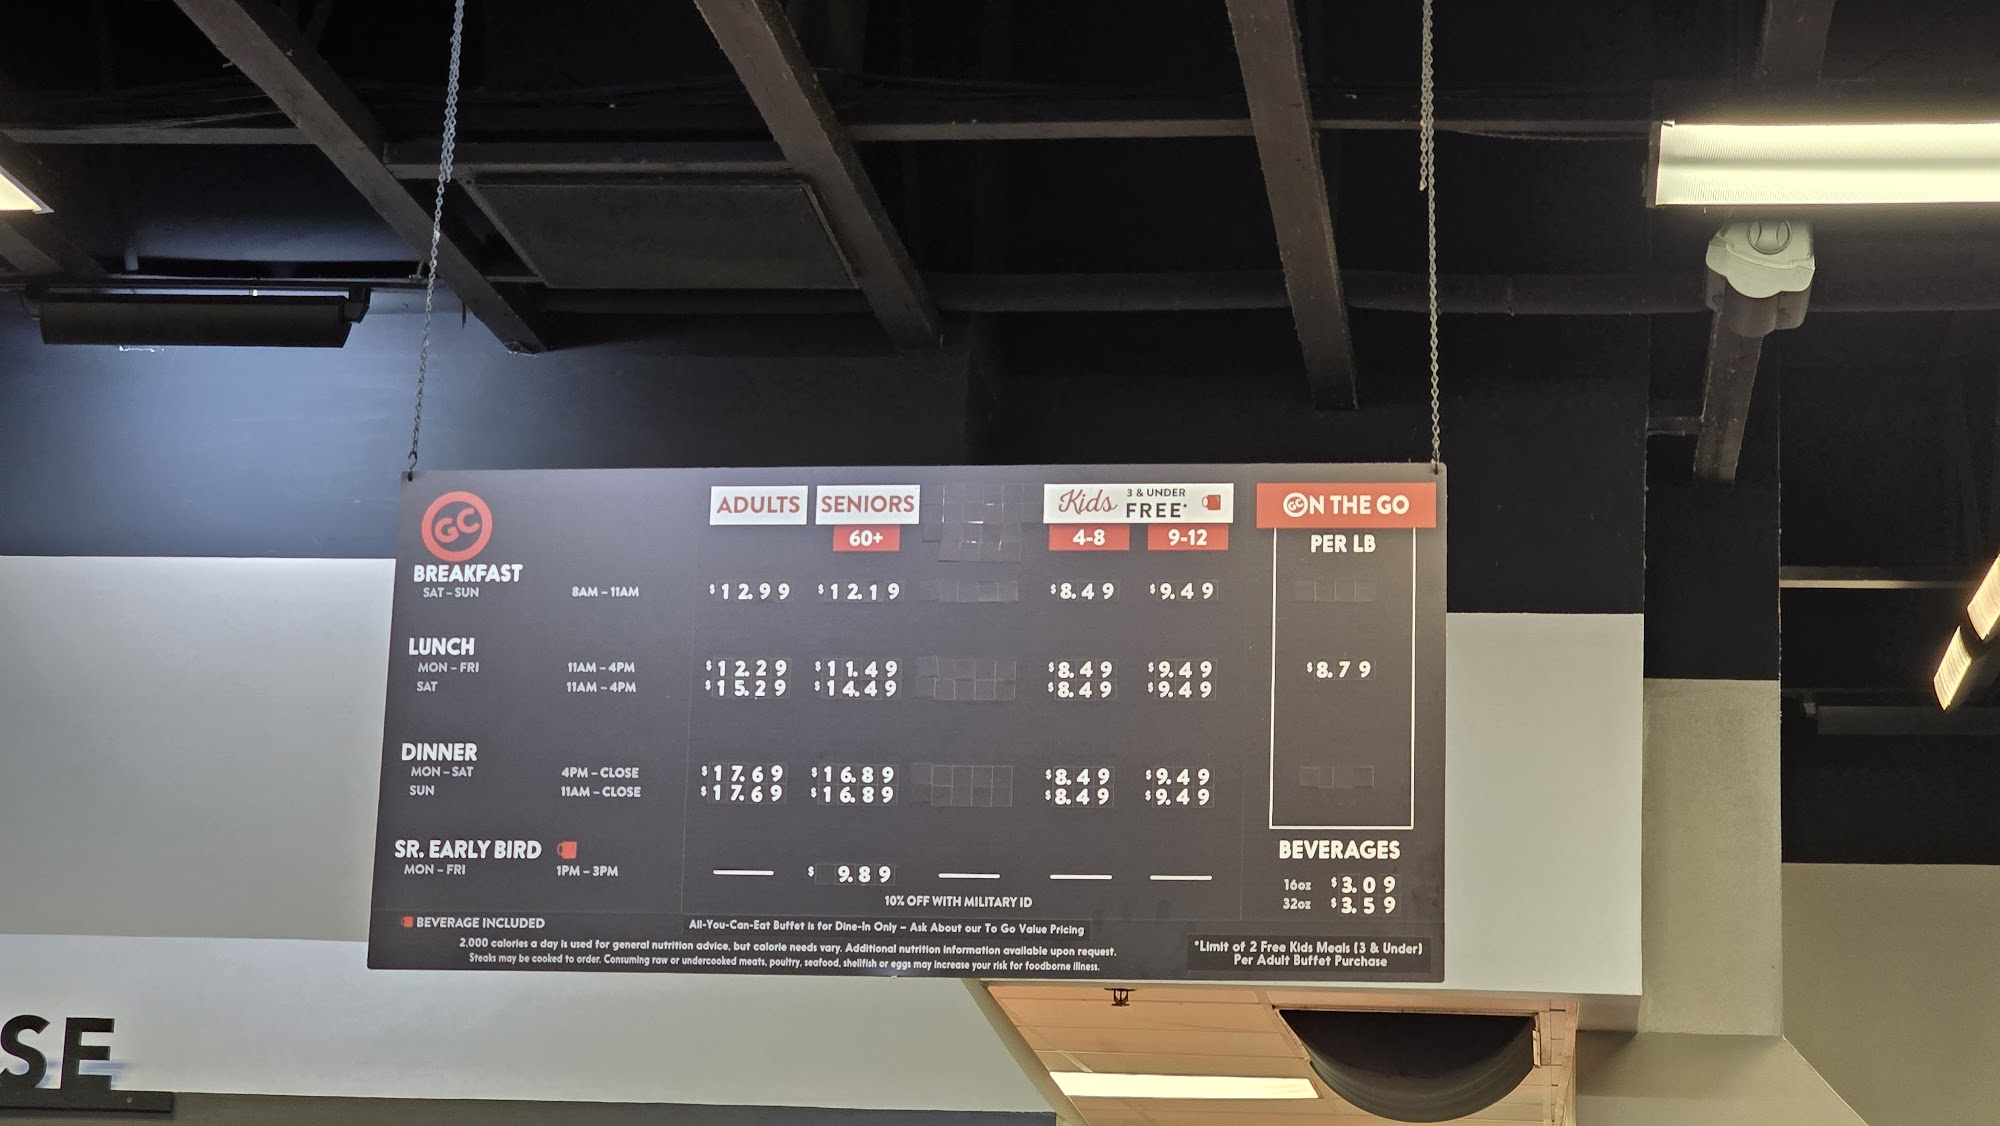 GC
ADULTS SENIORS Kids 3 & UNDER FREE* GCN THE GO
60+ 4-8 9-12 PER LB
BREAKFAST
SAT – SUN 8AM – 11AM $12.99 $12.19 $8.49 $9.49
LUNCH
MON – FRI 11AM – 4PM $12.29 $11.49 $8.49 $9.49 $8.79
SAT 11AM – 4PM $15.29 $14.49 $8.49 $9.49
DINNER
MON – SAT 4PM – CLOSE $17.69 $16.89 $8.49 $9.49
SUN 11AM – CLOSE $17.69 $16.89 $8.49 $9.49
SR. EARLY BIRD BEVERAGES
MON – FRI 1PM – 3PM $9.89
16oz $3.09
32oz $3.59
10% OFF WITH MILITARY ID
BEVERAGE INCLUDED
All-You-Can-Eat Buffet is for Dine-In Only – Ask About our To Go Value Pricing
2,000 calories a day is used for general nutrition advice, but calorie needs vary. Additional nutrition information available upon request.
Steaks may be cooked to order. Consuming raw or undercooked meats, poultry, seafood, shellfish or eggs may increase your risk for foodborne illness.
*Limit of 2 Free Kids Meals (3 & Under)
Per Adult Buffet Purchase
SE